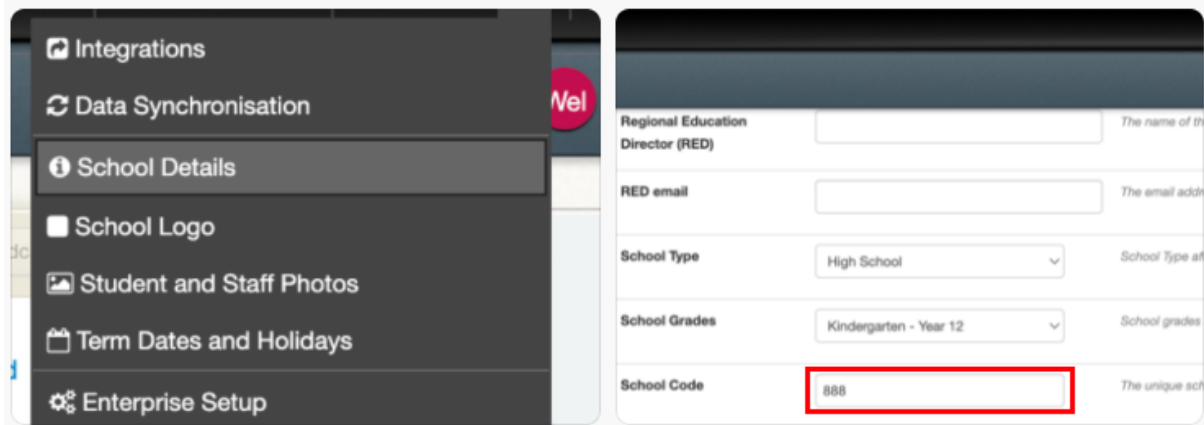 Integrations
Data Synchronisation
Wel
School Details
School Logo
Student and Staff Photos
Term Dates and Holidays
Enterprise Setup
Regional Education
Director (RED)
The name of th
RED email
The email addr
School Type
High School
School Type af
School Grades
Kindergarten - Year 12
School grades
School Code
888
The unique sch